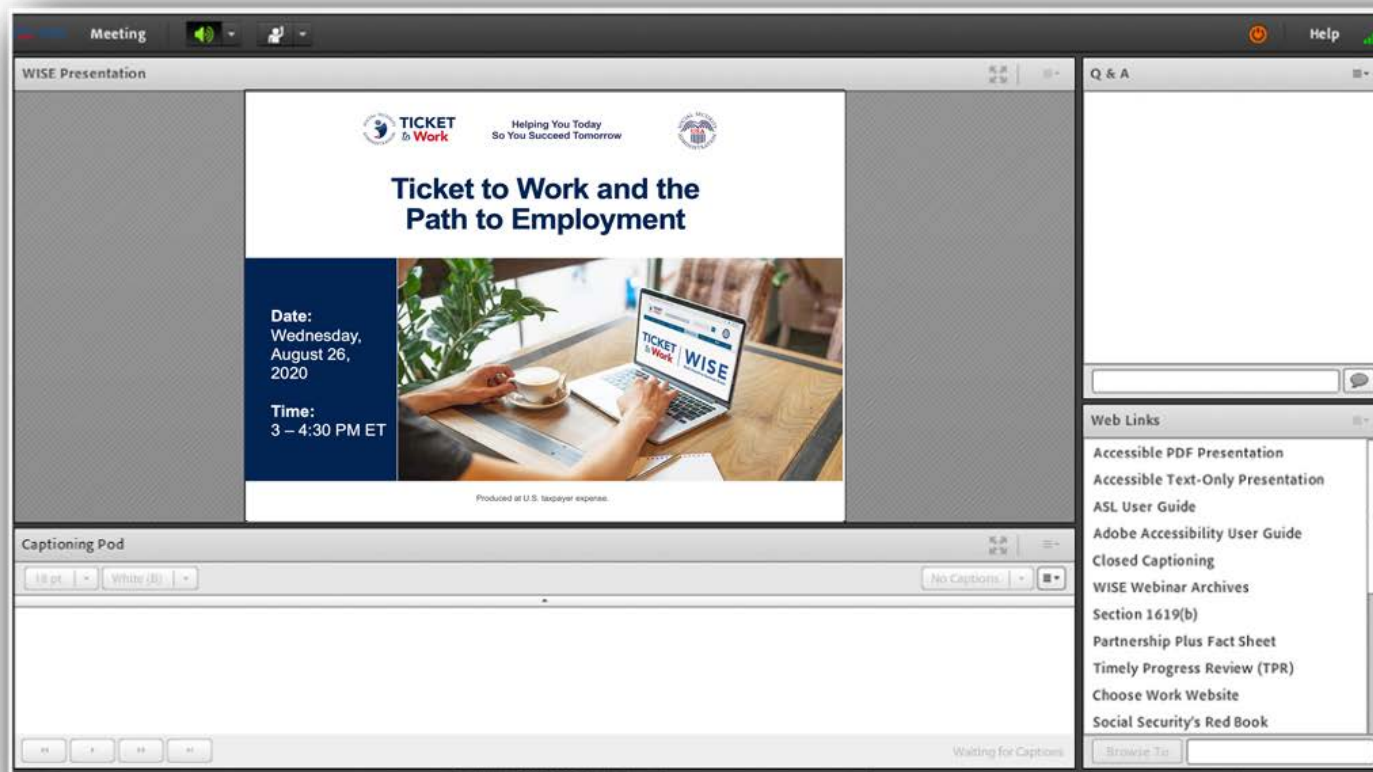 Meeting
Help
WISE Presentation
TICKET
to Work
Helping You Today
So You Succeed Tomorrow
SOCIAL SECURITY
USA
ADMINISTRATION
Ticket to Work and the
Path to Employment
Date:
Wednesday,
August 26,
2020
Time:
3 – 4:30 PM ET
TICKET
to Work
WISE
Produced at U.S. taxpayer expense.
Captioning Pod
18 pt
White (B)
No Captions
Waiting for Captions
Q & A
Web Links
Accessible PDF Presentation
Accessible Text-Only Presentation
ASL User Guide
Adobe Accessibility User Guide
Closed Captioning
WISE Webinar Archives
Section 1619(b)
Partnership Plus Fact Sheet
Timely Progress Review (TPR)
Choose Work Website
Social Security's Red Book
Browse To